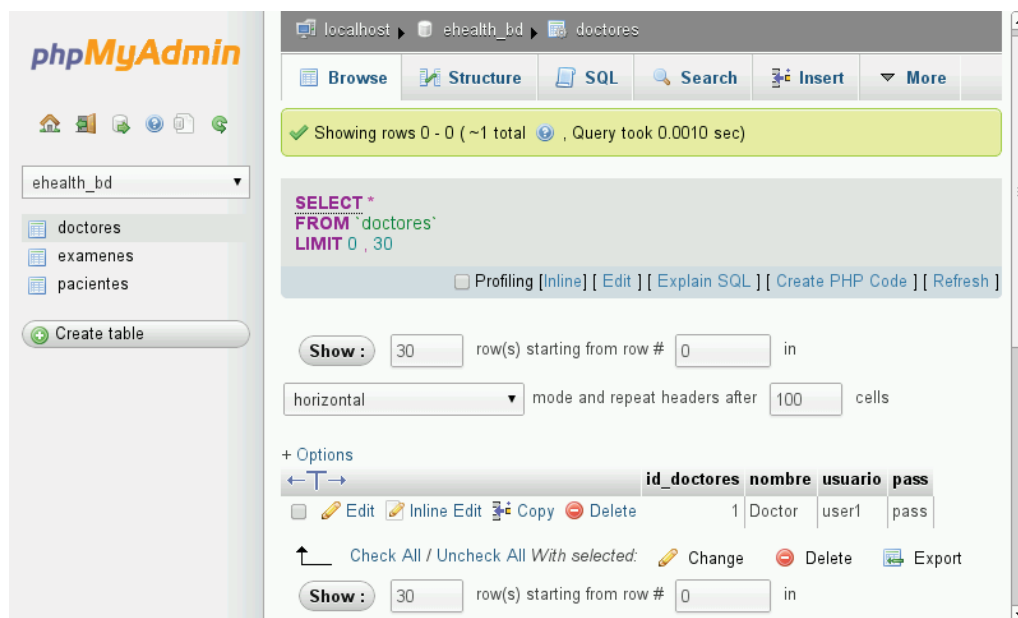 phpMyAdmin
ehealth_bd
doctores
examenes
pacientes
Create table
localhost ehealth_bd doctores
Browse Structure SQL Search Insert More
Showing rows 0 - 0 ( ~1 total , Query took 0.0010 sec)
SELECT *
FROM `doctores`
LIMIT 0 , 30
Profiling [Inline] [ Edit ] [ Explain SQL ] [ Create PHP Code ] [ Refresh ]
Show : 30 row(s) starting from row # 0 in
horizontal mode and repeat headers after 100 cells
+ Options
←T→ id_doctores nombre usuario pass
Edit Inline Edit Copy Delete 1 Doctor user1 pass
Check All / Uncheck All With selected: Change Delete Export
Show : 30 row(s) starting from row # 0 in